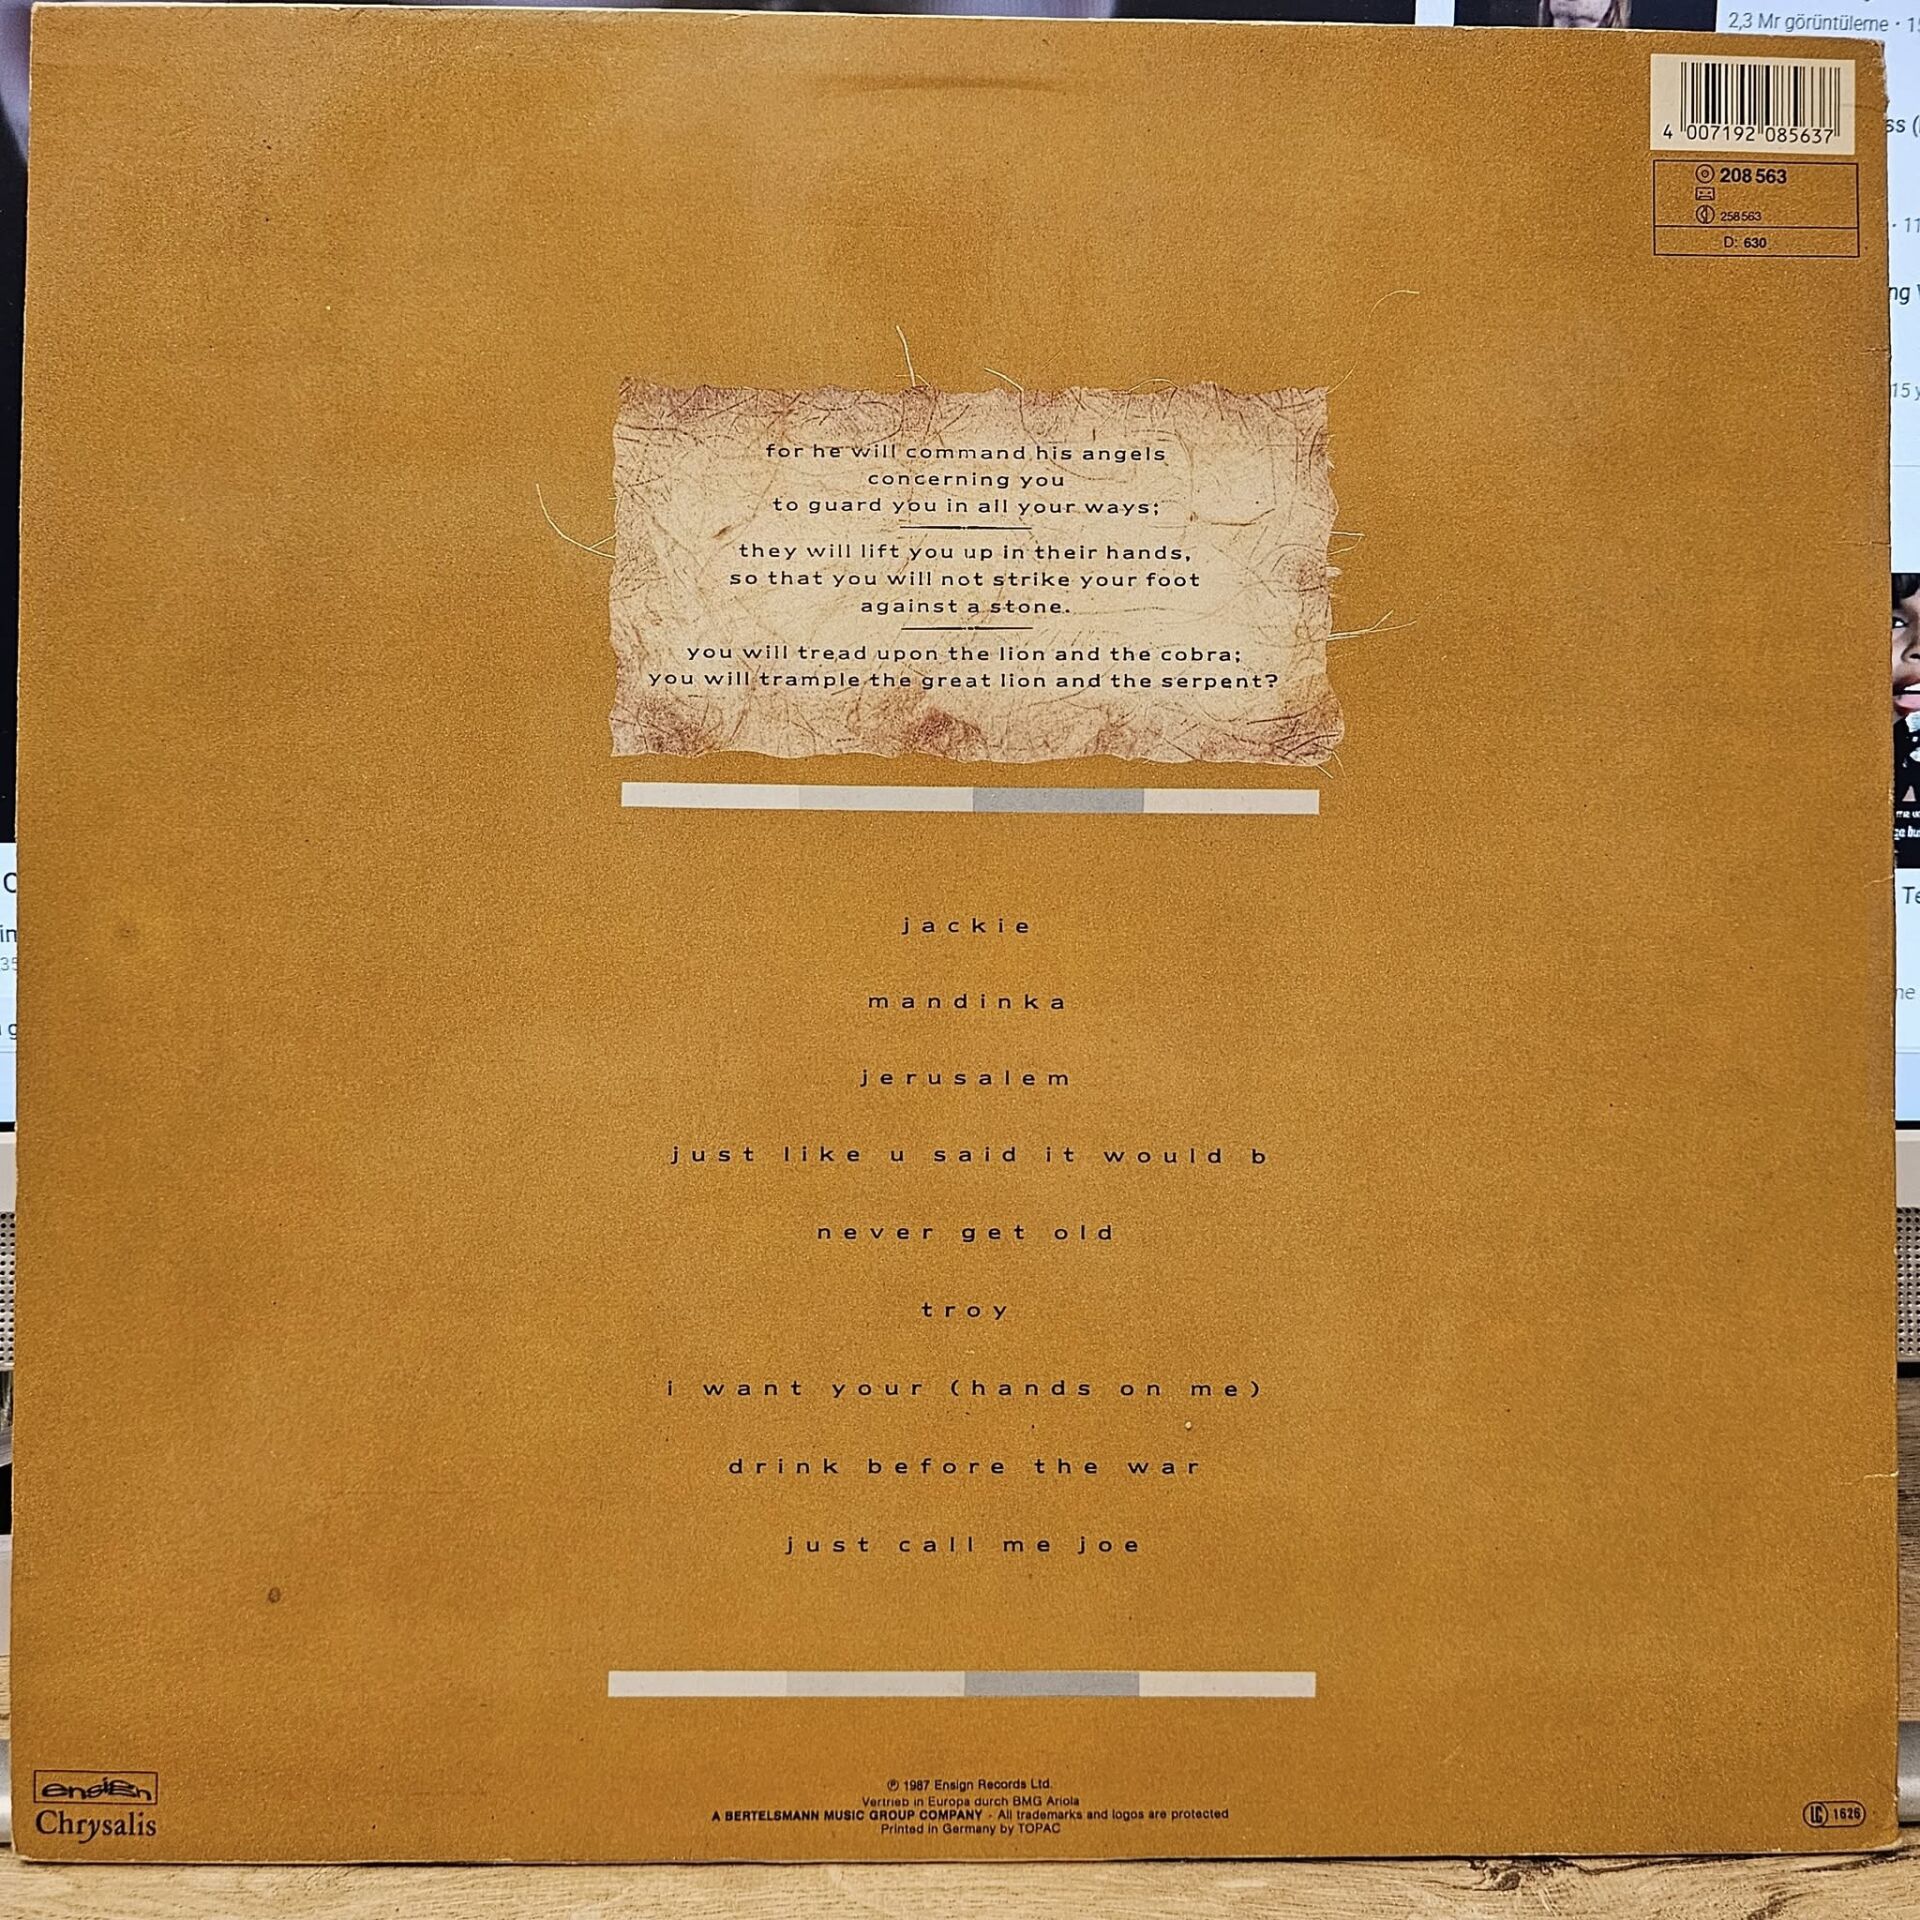 2,3 Mr görüntüleme
4 007192 085637
208 563
258 563
D: 630
for he will command his angels
concerning you
to guard you in all your ways;
they will lift you up in their hands,
so that you will not strike your foot
against a stone.
you will tread upon the lion and the cobra;
you will trample the great lion and the serpent?
jackie
mandinka
jerusalem
just like u said it would b
never get old
troy
i want your (hands on me)
drink before the war
just call me joe
ensign
Chrysalis
℗ 1987 Ensign Records Ltd.
Vertrieb in Europa durch BMG Ariola
A BERTELSMANN MUSIC GROUP COMPANY - All trademarks and logos are protected
Printed in Germany by TOPAC
LC 1626